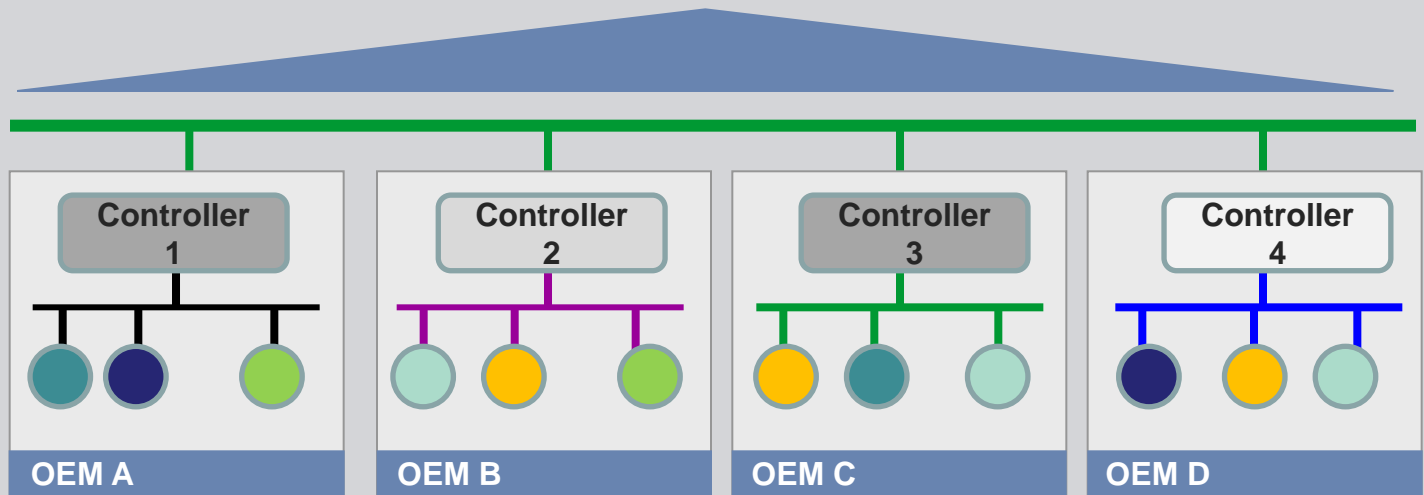 Controller
1
Controller
2
Controller
3
Controller
4
OEM A
OEM B
OEM C
OEM D